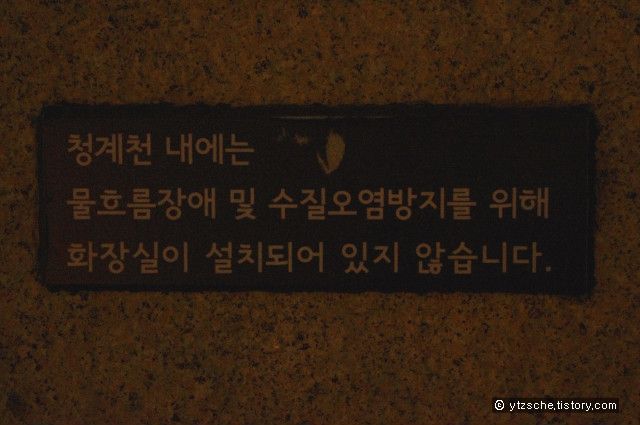 청계천 내에는
물흐름장애 및 수질오염방지를 위해
화장실이 설치되어 있지 않습니다.
© ytzsche.tistory.com